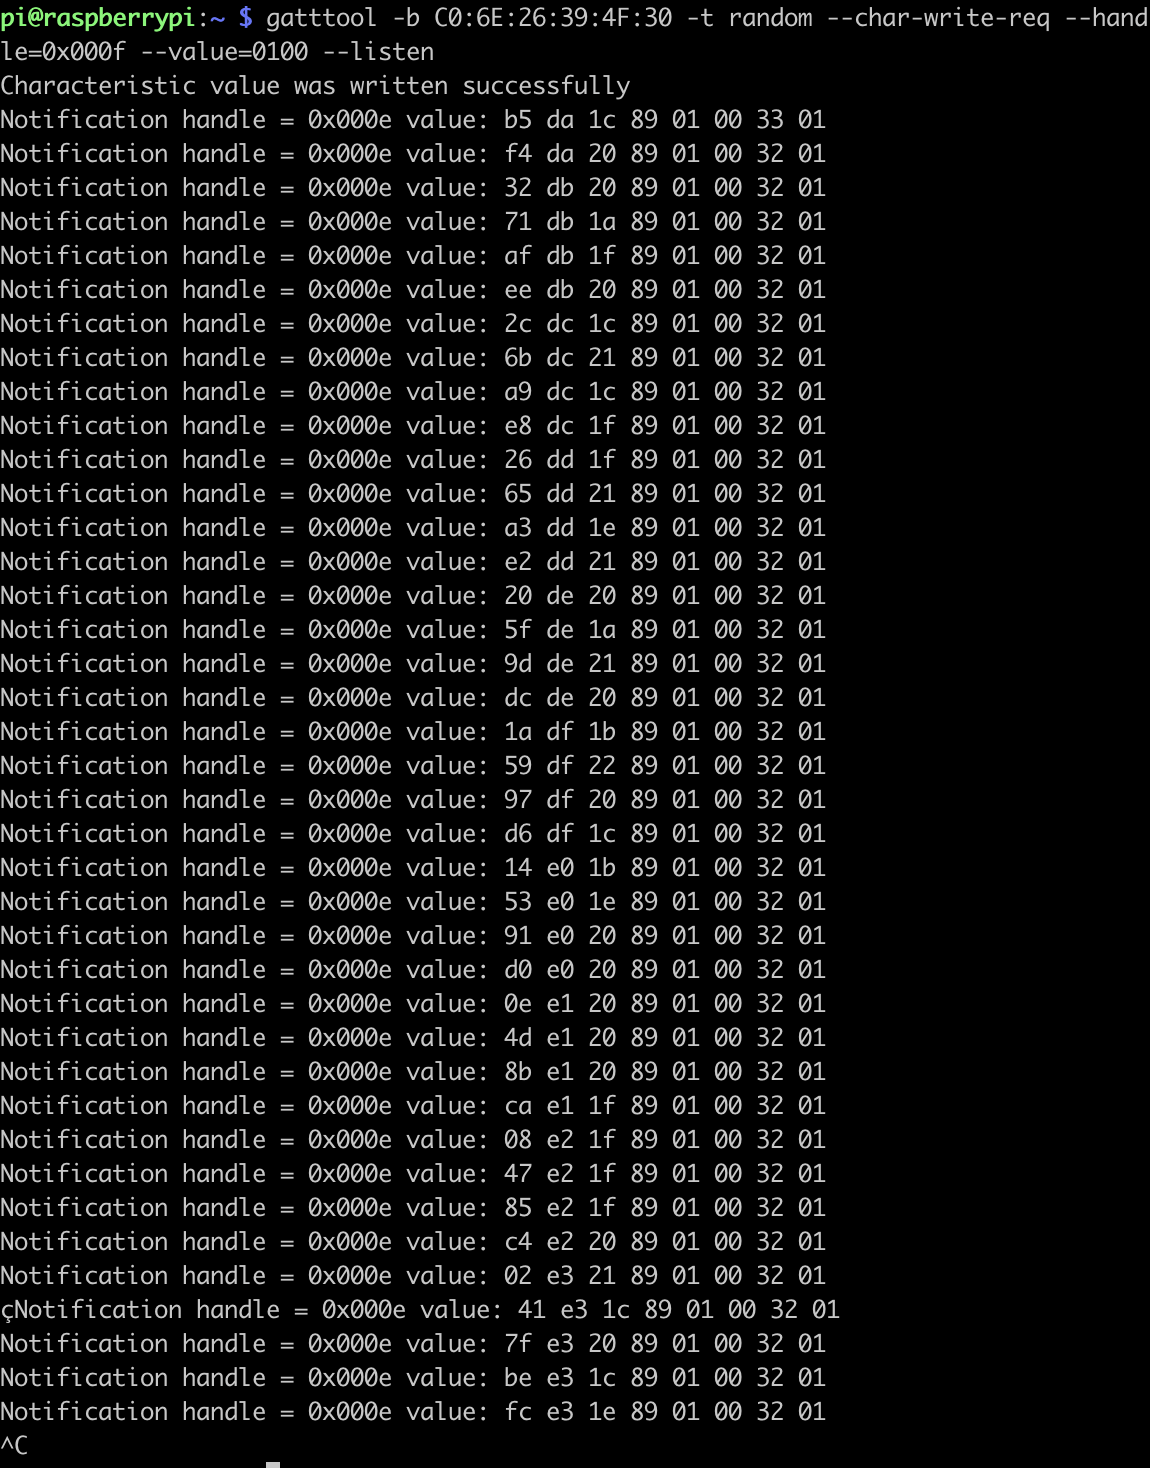 pi@raspberrypi:~ $ gatttool -b C0:6E:26:39:4F:30 -t random --char-write-req --hand
le=0x000f --value=0100 --listen
Characteristic value was written successfully
Notification handle = 0x000e value: b5 da 1c 89 01 00 33 01
Notification handle = 0x000e value: f4 da 20 89 01 00 32 01
Notification handle = 0x000e value: 32 db 20 89 01 00 32 01
Notification handle = 0x000e value: 71 db 1a 89 01 00 32 01
Notification handle = 0x000e value: af db 1f 89 01 00 32 01
Notification handle = 0x000e value: ee db 20 89 01 00 32 01
Notification handle = 0x000e value: 2c dc 1c 89 01 00 32 01
Notification handle = 0x000e value: 6b dc 21 89 01 00 32 01
Notification handle = 0x000e value: a9 dc 1c 89 01 00 32 01
Notification handle = 0x000e value: e8 dc 1f 89 01 00 32 01
Notification handle = 0x000e value: 26 dd 1f 89 01 00 32 01
Notification handle = 0x000e value: 65 dd 21 89 01 00 32 01
Notification handle = 0x000e value: a3 dd 1e 89 01 00 32 01
Notification handle = 0x000e value: e2 dd 21 89 01 00 32 01
Notification handle = 0x000e value: 20 de 20 89 01 00 32 01
Notification handle = 0x000e value: 5f de 1a 89 01 00 32 01
Notification handle = 0x000e value: 9d de 21 89 01 00 32 01
Notification handle = 0x000e value: dc de 20 89 01 00 32 01
Notification handle = 0x000e value: 1a df 1b 89 01 00 32 01
Notification handle = 0x000e value: 59 df 22 89 01 00 32 01
Notification handle = 0x000e value: 97 df 20 89 01 00 32 01
Notification handle = 0x000e value: d6 df 1c 89 01 00 32 01
Notification handle = 0x000e value: 14 e0 1b 89 01 00 32 01
Notification handle = 0x000e value: 53 e0 1e 89 01 00 32 01
Notification handle = 0x000e value: 91 e0 20 89 01 00 32 01
Notification handle = 0x000e value: d0 e0 20 89 01 00 32 01
Notification handle = 0x000e value: 0e e1 20 89 01 00 32 01
Notification handle = 0x000e value: 4d e1 20 89 01 00 32 01
Notification handle = 0x000e value: 8b e1 20 89 01 00 32 01
Notification handle = 0x000e value: ca e1 1f 89 01 00 32 01
Notification handle = 0x000e value: 08 e2 1f 89 01 00 32 01
Notification handle = 0x000e value: 47 e2 1f 89 01 00 32 01
Notification handle = 0x000e value: 85 e2 1f 89 01 00 32 01
Notification handle = 0x000e value: c4 e2 20 89 01 00 32 01
Notification handle = 0x000e value: 02 e3 21 89 01 00 32 01
çNotification handle = 0x000e value: 41 e3 1c 89 01 00 32 01
Notification handle = 0x000e value: 7f e3 20 89 01 00 32 01
Notification handle = 0x000e value: be e3 1c 89 01 00 32 01
Notification handle = 0x000e value: fc e3 1e 89 01 00 32 01
^C